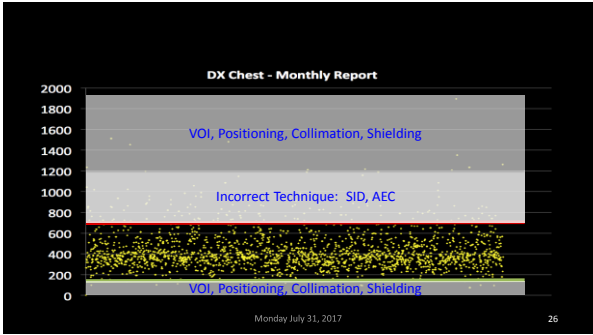 DX Chest - Monthly Report
2000
1800
1600
1400
1200
1000
800
600
400
200
0
VOI, Positioning, Collimation, Shielding
Incorrect Technique: SID, AEC
VOI, Positioning, Collimation, Shielding
Monday July 31, 2017
26